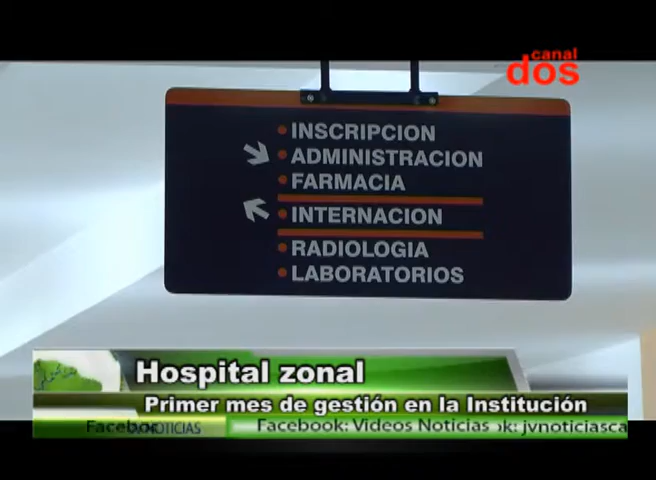 canal
dos
INSCRIPCION
ADMINISTRACION
FARMACIA
INTERNACION
RADIOLOGIA
LABORATORIOS
Hospital zonal
Primer mes de gestión en la Institución
NOTICIAS
Facebook: Videos Noticias